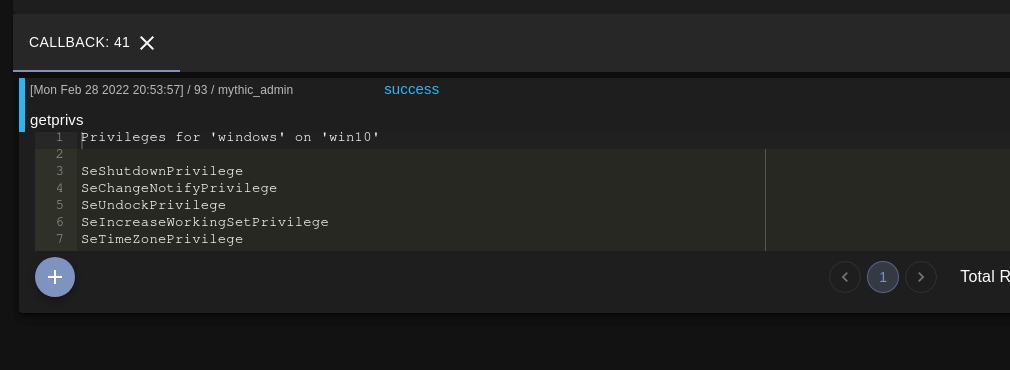 CALLBACK: 41
[Mon Feb 28 2022 20:53:57] / 93 / mythic_admin success
getprivs
1 Privileges for 'windows' on 'win10'
2
3 SeShutdownPrivilege
4 SeChangeNotifyPrivilege
5 SeUndockPrivilege
6 SeIncreaseWorkingSetPrivilege
7 SeTimeZonePrivilege
1 Total R